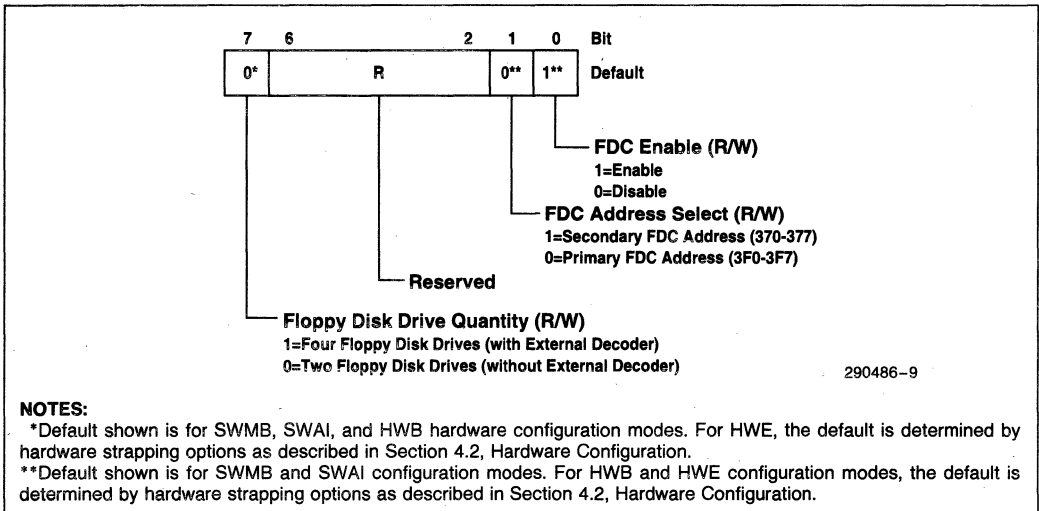 7 6 2 1 0 Bit
0* R 0** 1** Default
FDC Enable (R/W)
1=Enable
0=Disable
FDC Address Select (R/W)
1=Secondary FDC Address (370-377)
0=Primary FDC Address (3F0-3F7)
Reserved
Floppy Disk Drive Quantity (R/W)
1=Four Floppy Disk Drives (with External Decoder)
0=Two Floppy Disk Drives (without External Decoder)
290486–9
NOTES:
*Default shown is for SWMB, SWAI, and HWB hardware configuration modes. For HWE, the default is determined by
hardware strapping options as described in Section 4.2, Hardware Configuration.
**Default shown is for SWMB and SWAI configuration modes. For HWB and HWE configuration modes, the default is
determined by hardware strapping options as described in Section 4.2, Hardware Configuration.